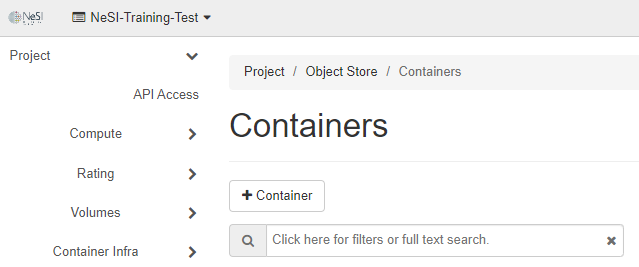 NeSI NeSI-Training-Test
Project
API Access
Compute
Rating
Volumes
Container Infra
Project / Object Store / Containers
Containers
+ Container
Click here for filters or full text search.